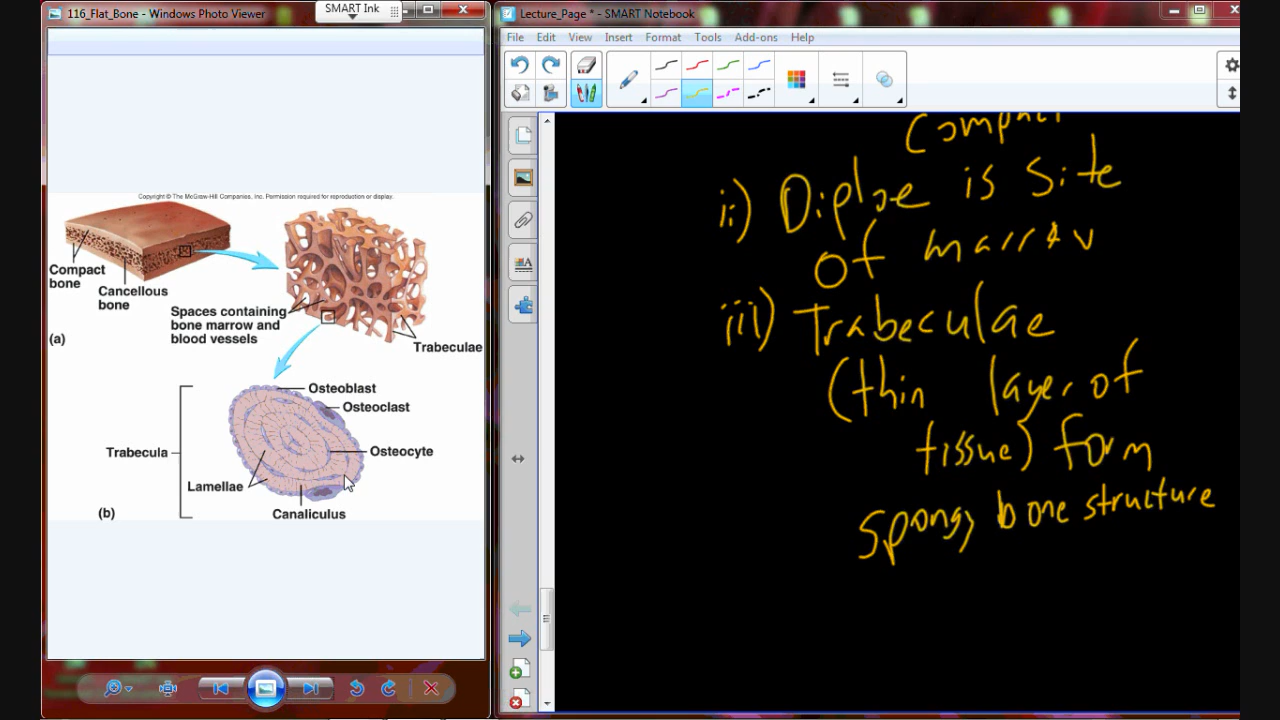 116_Flat_Bone - Windows Photo Viewer
SMART Ink
Copyright © The McGraw-Hill Companies, Inc. Permission required for reproduction or display.
Compact
bone
Cancellous
bone
(a)
Spaces containing
bone marrow and
blood vessels
Trabeculae
Osteoblast
Osteoclast
Trabecula
Osteocyte
Lamellae
(b)
Canaliculus
Lecture_Page * - SMART Notebook
File Edit View Insert Format Tools Add-ons Help
Compact
ii) Diploe is site
of marrow
iii) Trabeculae
(thin layer of
tissue) form
spongy bone structure